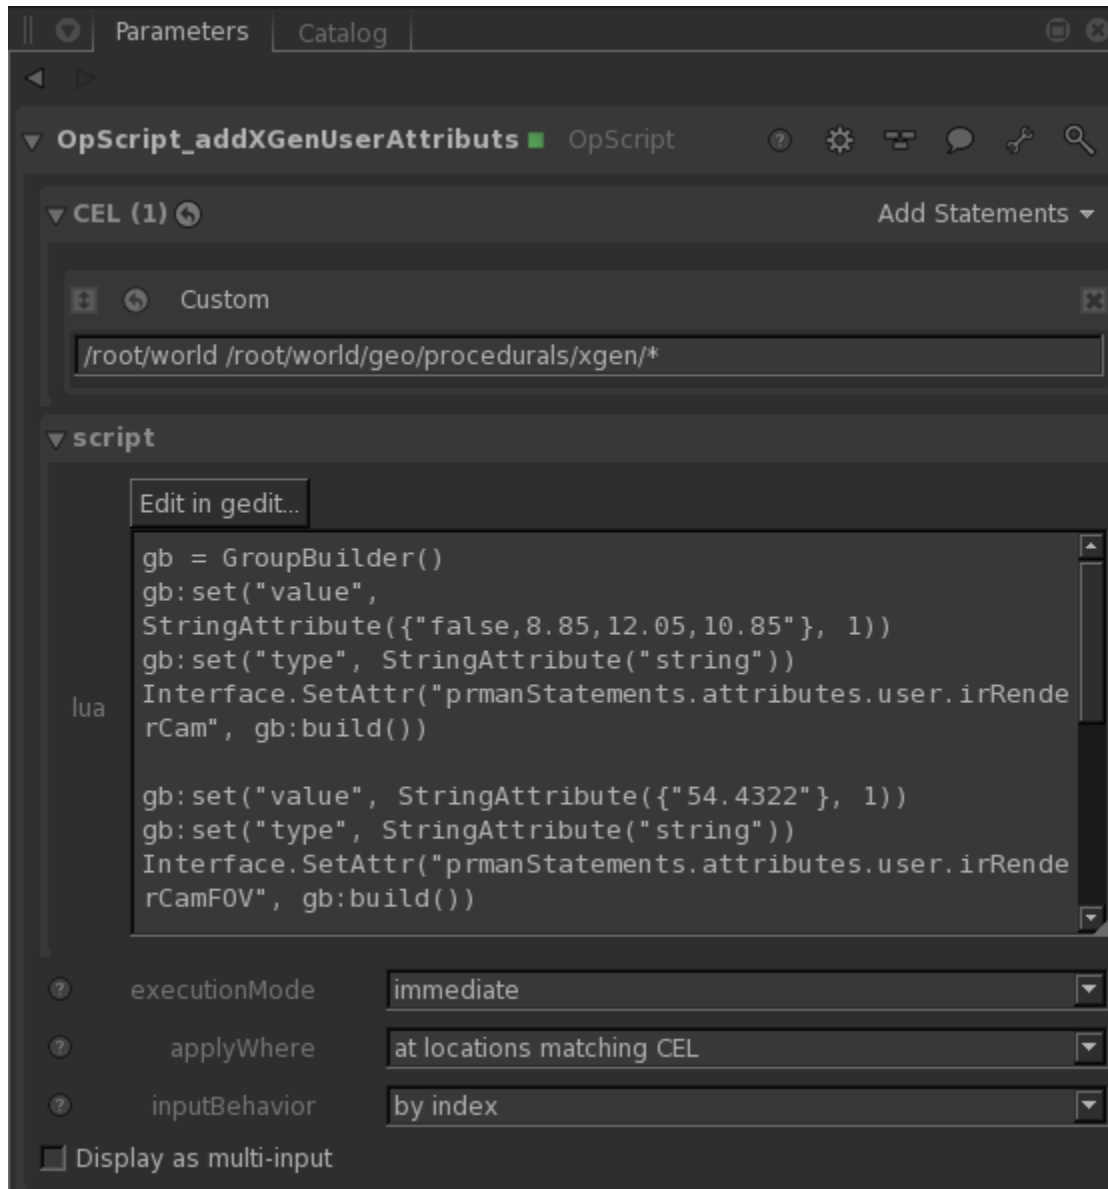 Parameters Catalog
OpScript_addXGenUserAttributs OpScript
CEL (1) Add Statements
Custom
/root/world /root/world/geo/procedurals/xgen/*
script
Edit in gedit...
lua
gb = GroupBuilder()
gb:set("value",
StringAttribute({"false,8.85,12.05,10.85"}, 1))
gb:set("type", StringAttribute("string"))
Interface.SetAttr("prmanStatements.attributes.user.irRende
rCam", gb:build())
gb:set("value", StringAttribute({"54.4322"}, 1))
gb:set("type", StringAttribute("string"))
Interface.SetAttr("prmanStatements.attributes.user.irRende
rCamFOV", gb:build())
executionMode immediate
applyWhere at locations matching CEL
inputBehavior by index
Display as multi-input